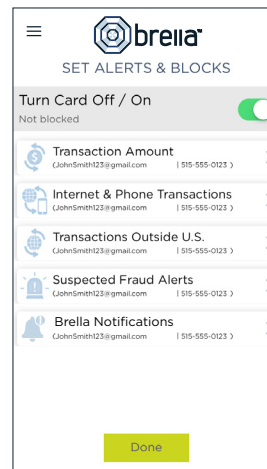 brella
SET ALERTS & BLOCKS
Turn Card Off / On
Not blocked
Transaction Amount
(JohnSmith123@gmail.com | 515-555-0123 )
Internet & Phone Transactions
(JohnSmith123@gmail.com | 515-555-0123 )
Transactions Outside U.S.
(JohnSmith123@gmail.com | 515-555-0123 )
Suspected Fraud Alerts
(JohnSmith123@gmail.com | 515-555-0123 )
Brella Notifications
(JohnSmith123@gmail.com | 515-555-0123 )
Done